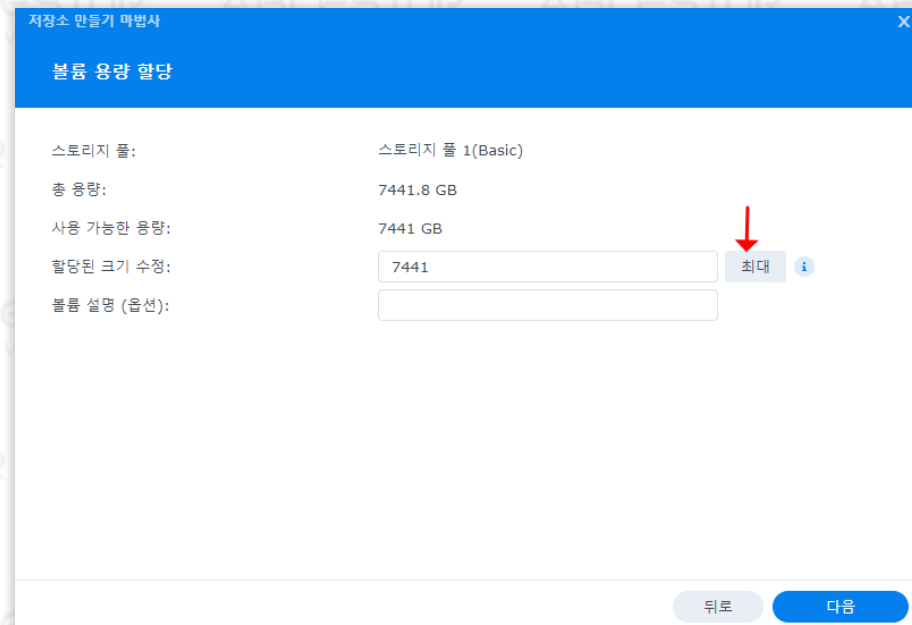 저장소 만들기 마법사
볼륨 용량 할당
스토리지 풀: 스토리지 풀 1(Basic)
총 용량: 7441.8 GB
사용 가능한 용량: 7441 GB
할당된 크기 수정: 7441 최대 i
볼륨 설명 (옵션):
뒤로 다음